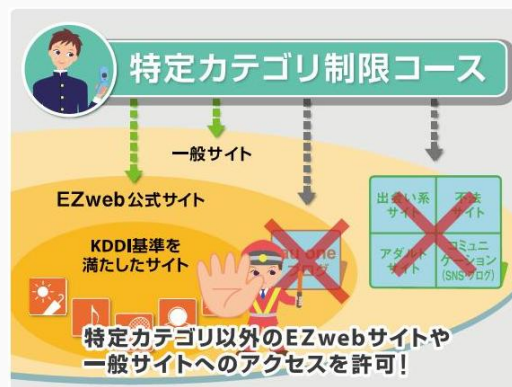 特定カテゴリ制限コース
一般サイト
EZweb公式サイト
KDDI基準を
満たしたサイト
au one
ブログ
出会い系
サイト
不法
サイト
アダルト
サイト
コミュニ
ケーション
(SNS・ブログ)
特定カテゴリ以外のEZwebサイトや
一般サイトへのアクセスを許可!